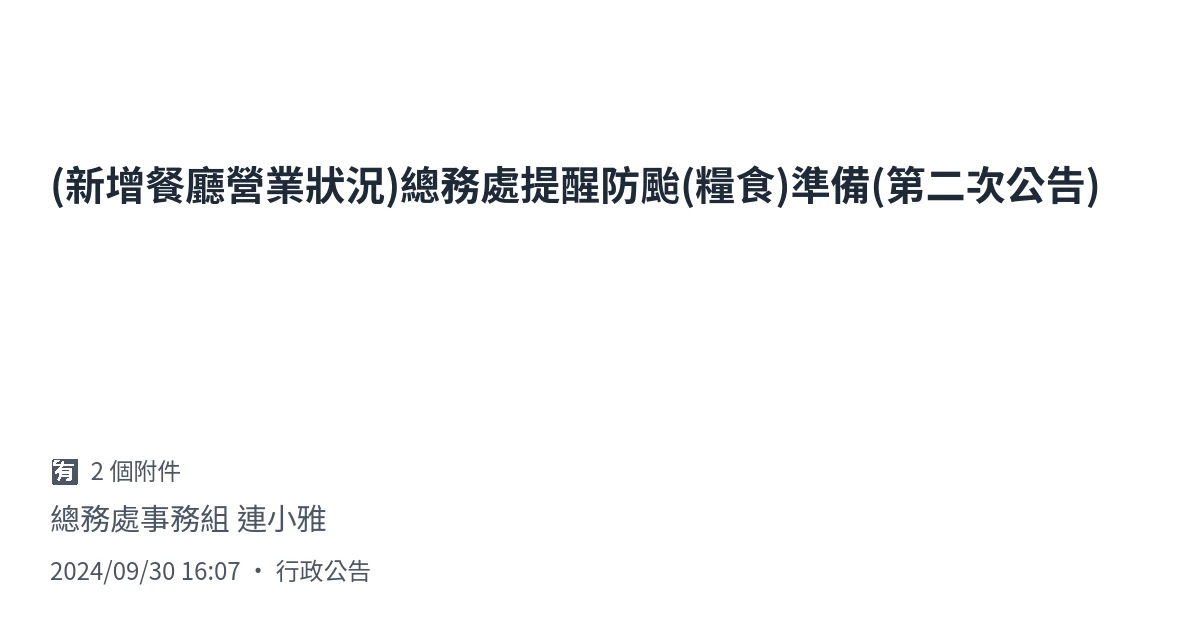 (新增餐廳營業狀況)總務處提醒防颱(糧食)準備(第二次公告)
🈶 2 個附件
總務處事務組 連小雅
2024/09/30 16:07 • 行政公告